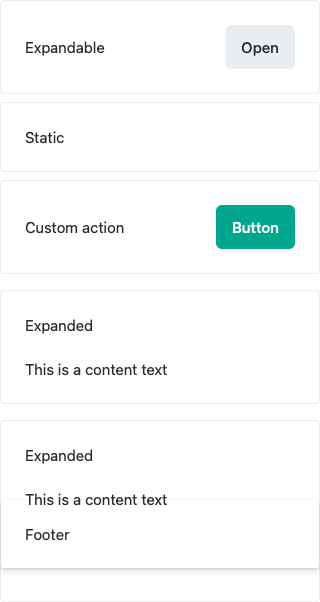 Expandable
Open
Static
Custom action
Button
Expanded
This is a content text
Expanded
This is a content text
Footer